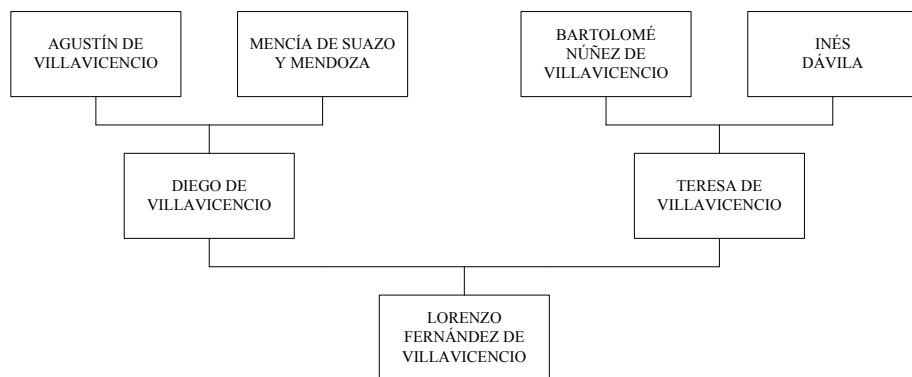 AGUSTÍN DE
VILLAVICENCIO
MENCÍA DE SUAZO
Y MENDOZA
BARTOLOMÉ
NÚÑEZ DE
VILLAVICENCIO
INÉS
DÁVILA
DIEGO DE
VILLAVICENCIO
TERESA DE
VILLAVICENCIO
LORENZO
FERNÁNDEZ DE
VILLAVICENCIO